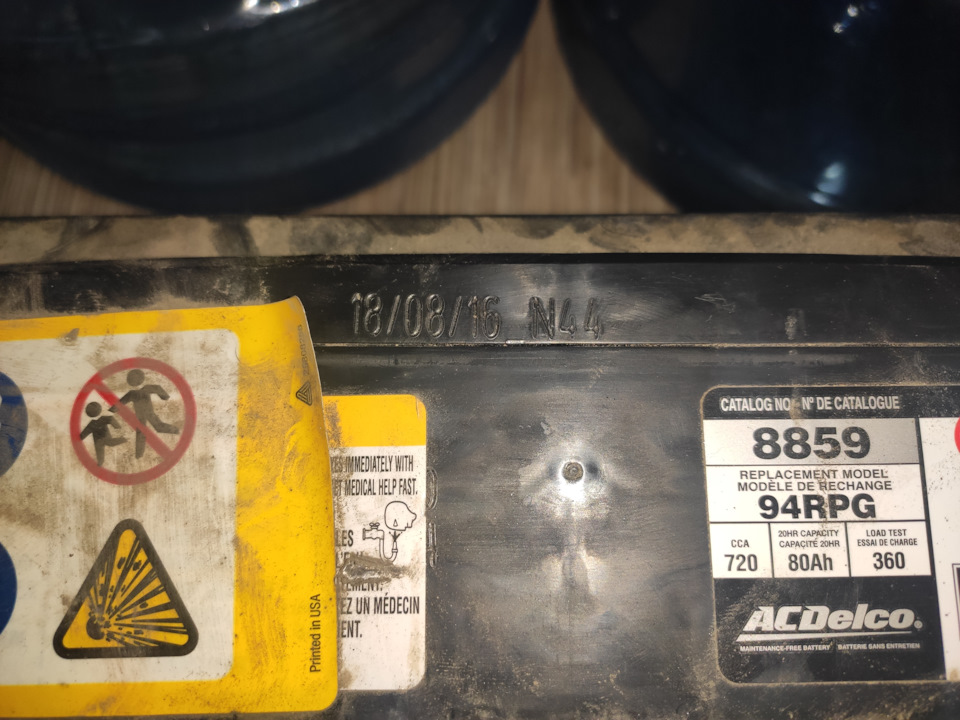 18/08/16 N44
ES IMMEDIATELY WITH
MEDICAL HELP FAST.
LES
EZ UN MÉDECIN
ENT.
Printed in USA
CATALOG NO - Nº DE CATALOGUE
8859
REPLACEMENT MODEL
MODÈLE DE RECHANGE
94RPG
CCA
720
20HR CAPACITY
CAPACITÉ 20HR
80Ah
LOAD TEST
ESSAI DE CHARGE
360
ACDelco®
MAINTENANCE-FREE BATTERY BATTERIE SANS ENTRETIEN